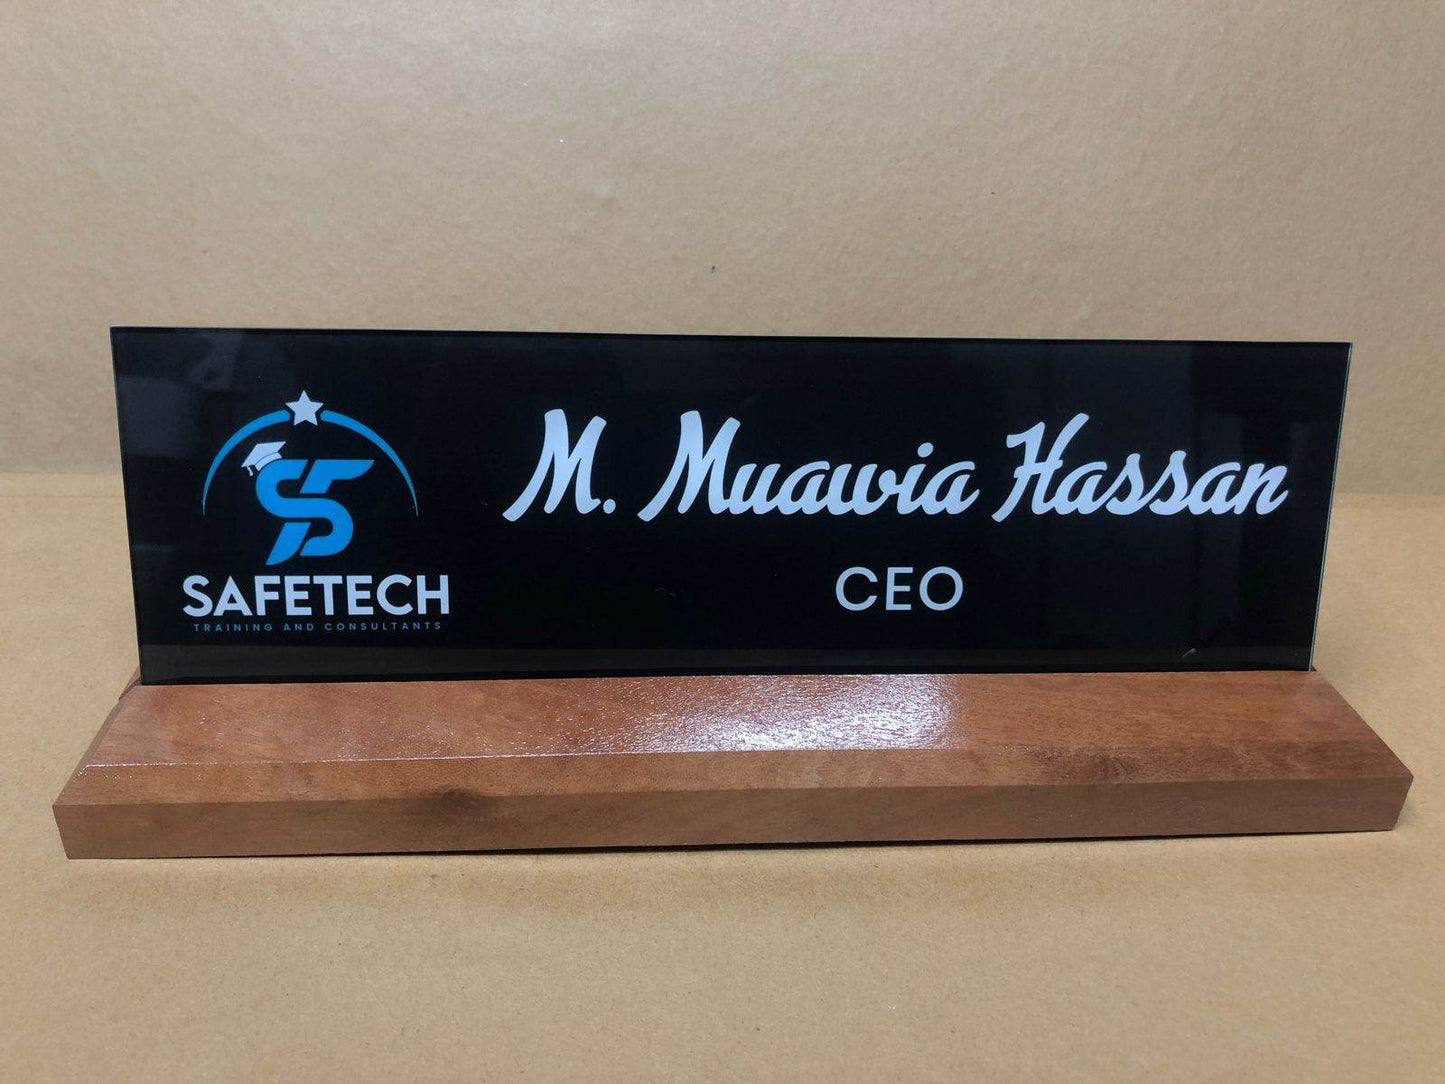 SAFETECH
TRAINING AND CONSULTANTS
M. Muawia Hassan
CEO